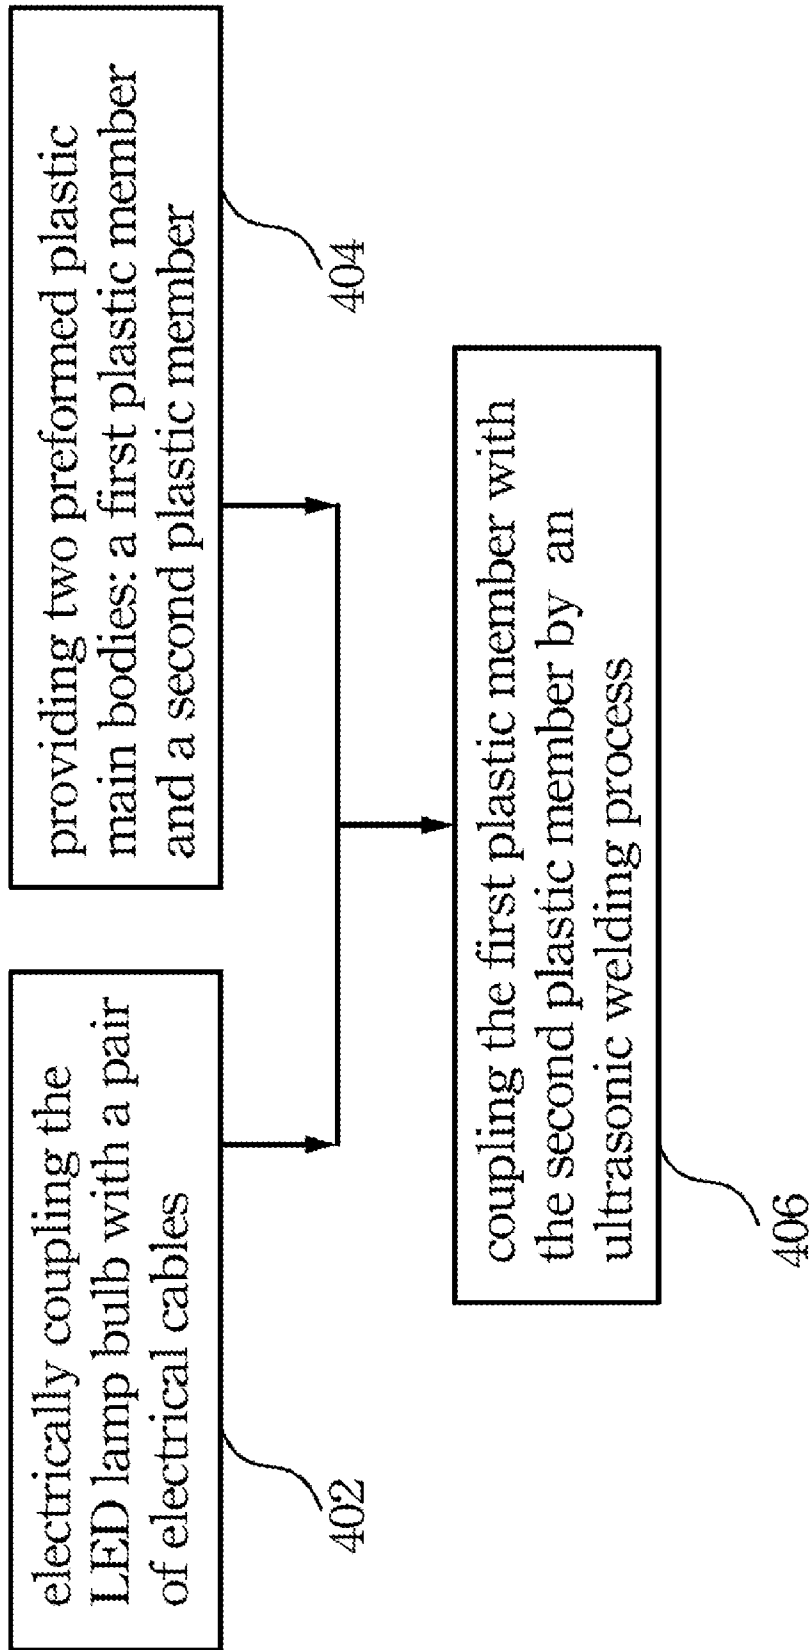 electrically coupling the
LED lamp bulb with a pair
of electrical cables
402
providing two preformed plastic
main bodies: a first plastic member
and a second plastic member
404
coupling the first plastic member with
the second plastic member by an
ultrasonic welding process
406